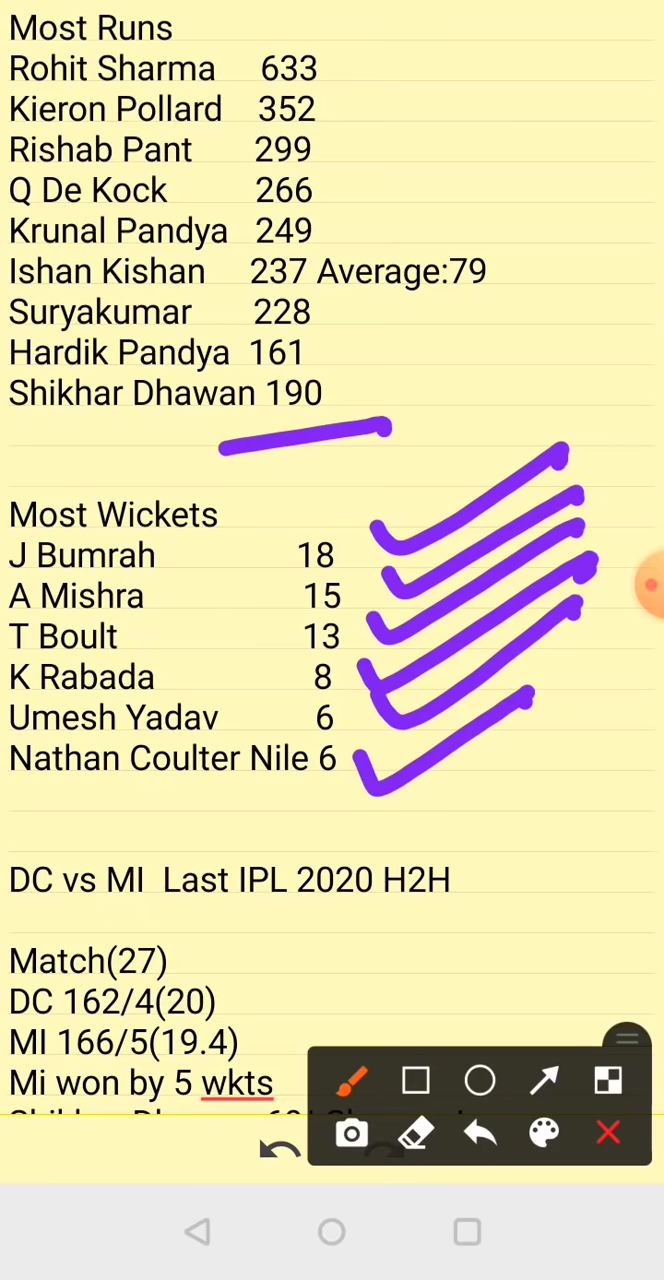 Most Runs
Rohit Sharma 633
Kieron Pollard 352
Rishab Pant 299
Q De Kock 266
Krunal Pandya 249
Ishan Kishan 237 Average:79
Suryakumar 228
Hardik Pandya 161
Shikhar Dhawan 190
Most Wickets
J Bumrah 18
A Mishra 15
T Boult 13
K Rabada 8
Umesh Yadav 6
Nathan Coulter Nile 6
DC vs MI Last IPL 2020 H2H
Match(27)
DC 162/4(20)
MI 166/5(19.4)
Mi won by 5 wkts